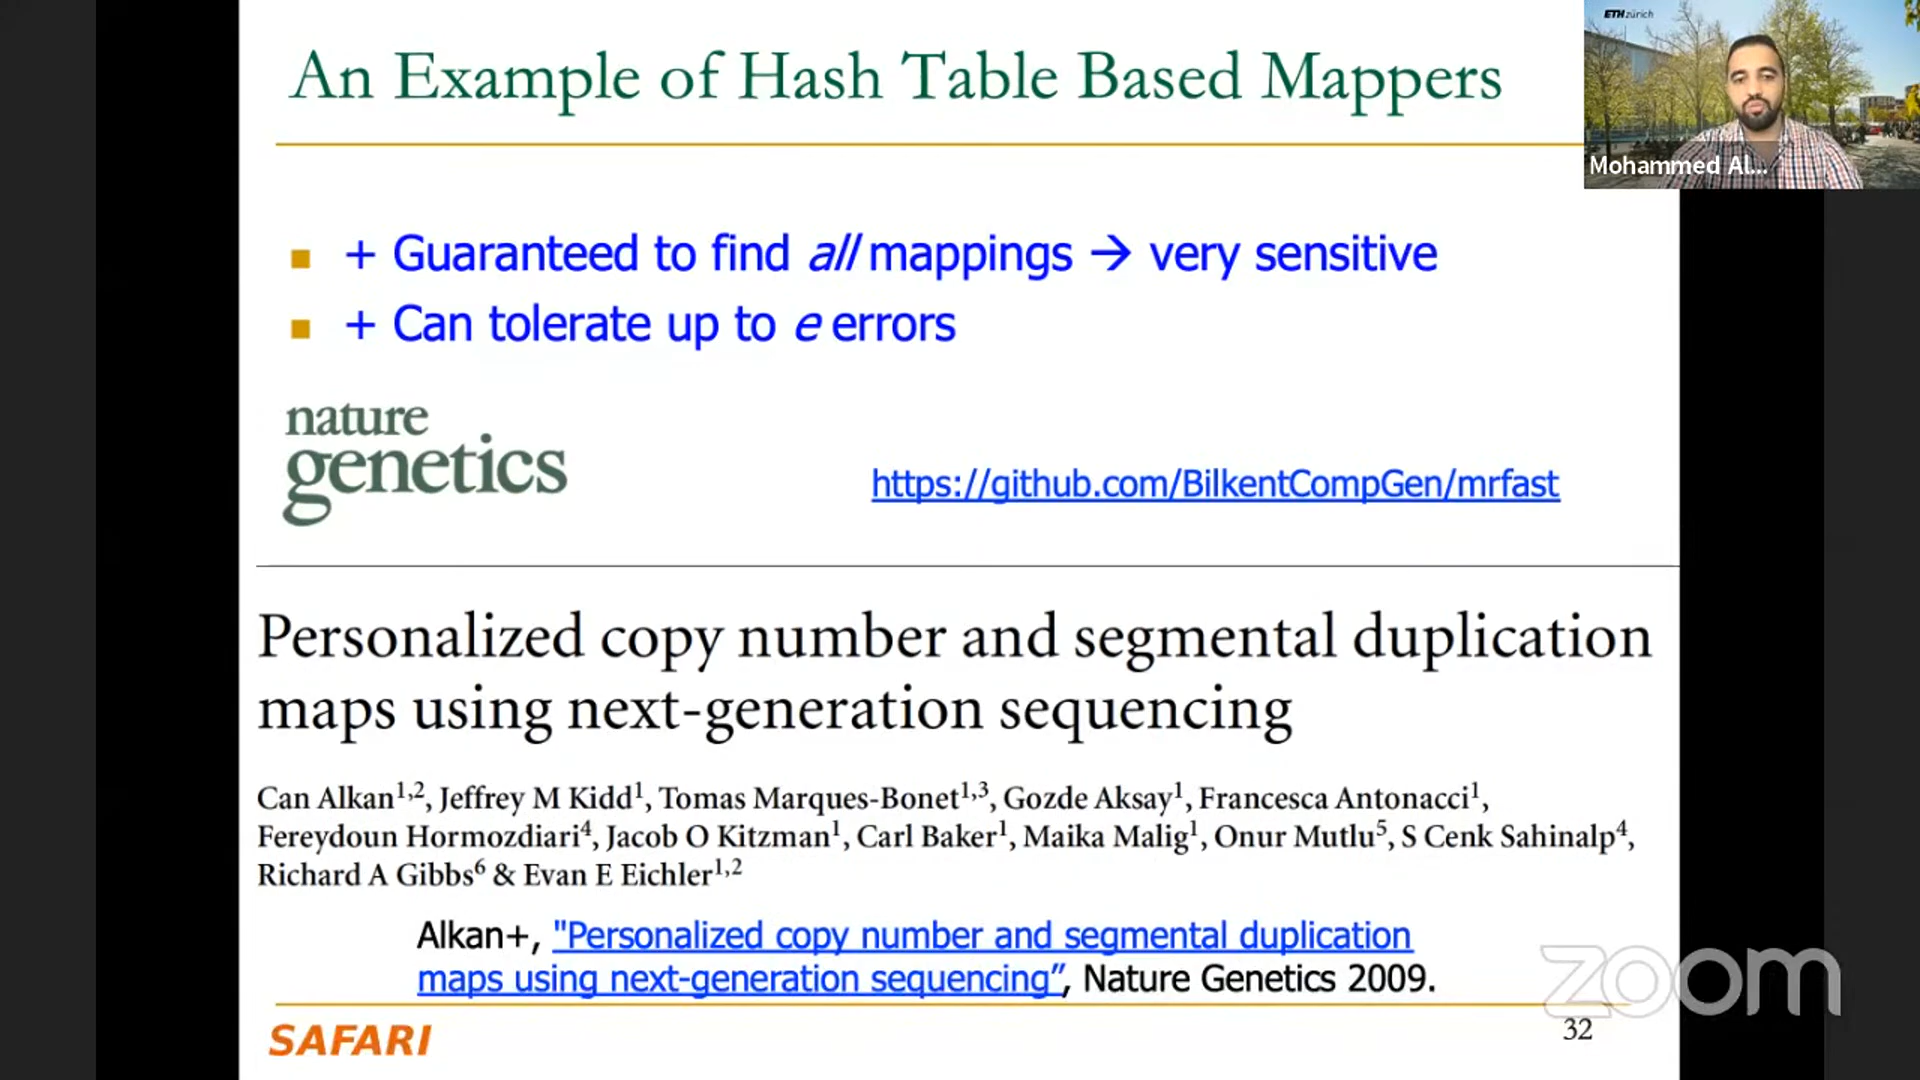 An Example of Hash Table Based Mappers
ETH zürich
Mohammed Al...
+ Guaranteed to find all mappings → very sensitive
+ Can tolerate up to e errors
nature
genetics
https://github.com/BilkentCompGen/mrfast
Personalized copy number and segmental duplication
maps using next-generation sequencing
Can Alkan1,2, Jeffrey M Kidd1, Tomas Marques-Bonet1,3, Gozde Aksay1, Francesca Antonacci1,
Fereydoun Hormozdiari4, Jacob O Kitzman1, Carl Baker1, Maika Malig1, Onur Mutlu5, S Cenk Sahinalp4,
Richard A Gibbs6 & Evan E Eichler1,2
Alkan+, "Personalized copy number and segmental duplication
maps using next-generation sequencing”, Nature Genetics 2009.
zoom
SAFARI
32